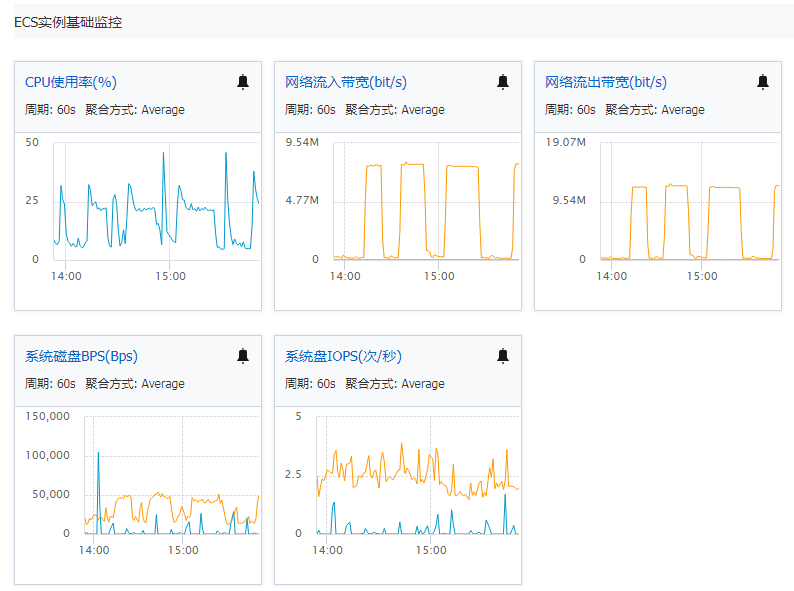 ECS实例基础监控
CPU使用率(%)
周期: 60s 聚合方式: Average
50
25
0
14:00 15:00
网络流入带宽(bit/s)
周期: 60s 聚合方式: Average
9.54M
4.77M
0
14:00 15:00
网络流出带宽(bit/s)
周期: 60s 聚合方式: Average
19.07M
9.54M
0
14:00 15:00
系统磁盘BPS(Bps)
周期: 60s 聚合方式: Average
150,000
100,000
50,000
0
14:00 15:00
系统盘IOPS(次/秒)
周期: 60s 聚合方式: Average
5
2.5
0
14:00 15:00